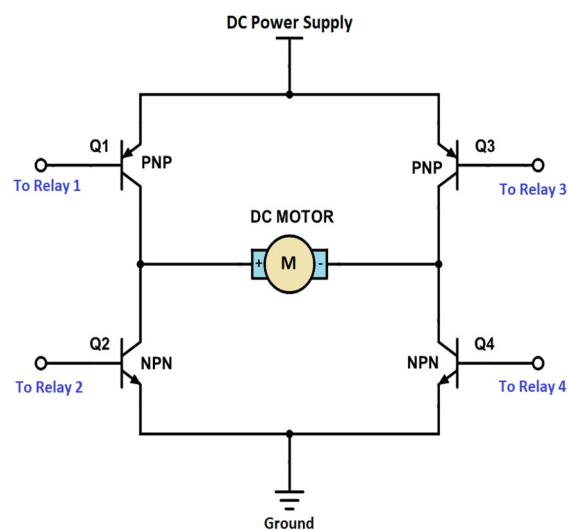 DC Power Supply
Q1
PNP
To Relay 1
Q3
PNP
To Relay 3
DC MOTOR
+ M -
Q2
NPN
To Relay 2
Q4
NPN
To Relay 4
Ground